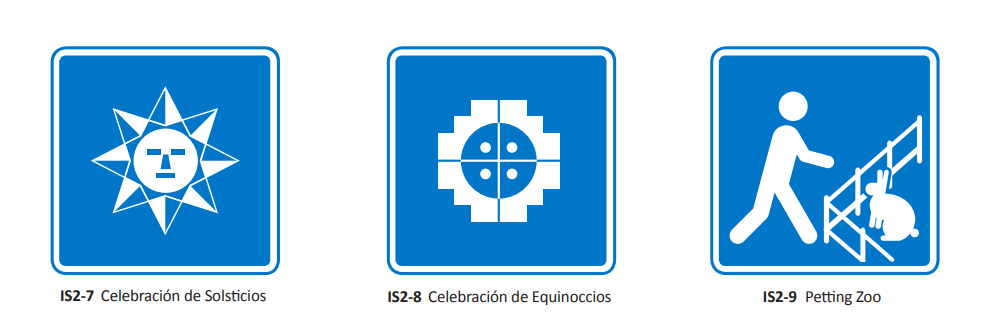 IS2-7 Celebración de Solsticios
IS2-8 Celebración de Equinoccios
IS2-9 Petting Zoo